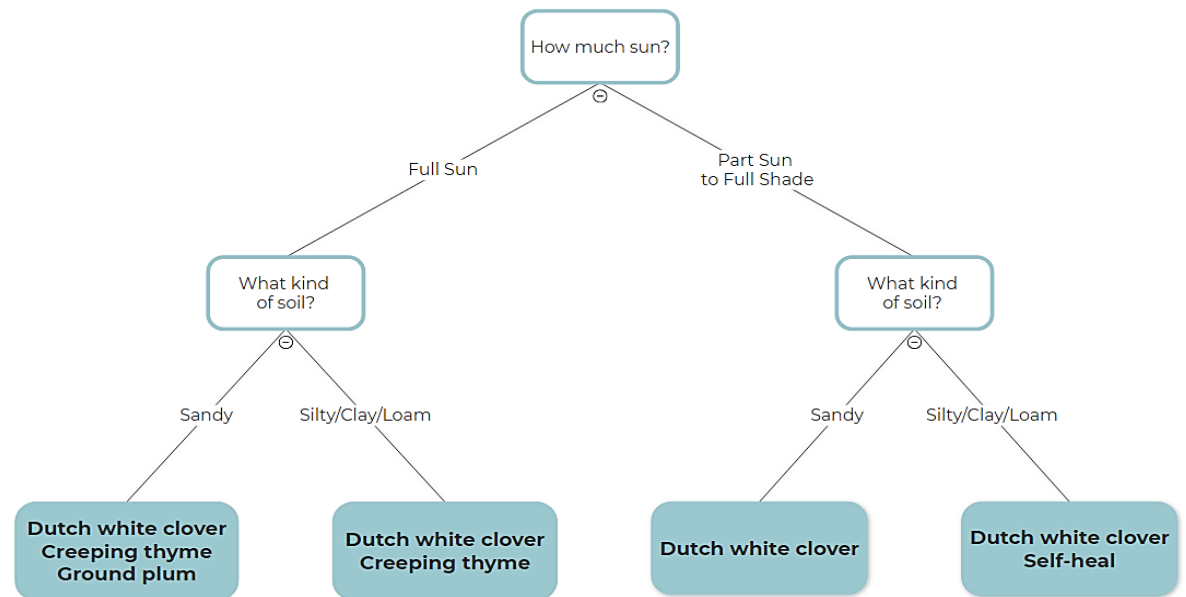 How much sun?
Full Sun
Part Sun
to Full Shade
What kind
of soil?
What kind
of soil?
Sandy
Silty/Clay/Loam
Sandy
Silty/Clay/Loam
Dutch white clover
Creeping thyme
Ground plum
Dutch white clover
Creeping thyme
Dutch white clover
Dutch white clover
Self-heal